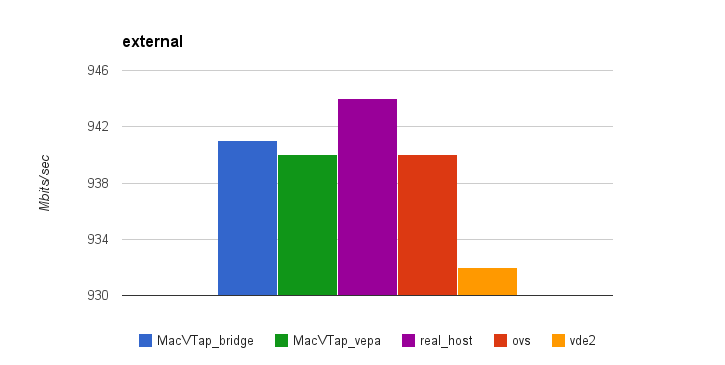 external
946
942
938
934
930
Mbits/sec
MacVTap_bridge
MacVTap_vepa
real_host
ovs
vde2